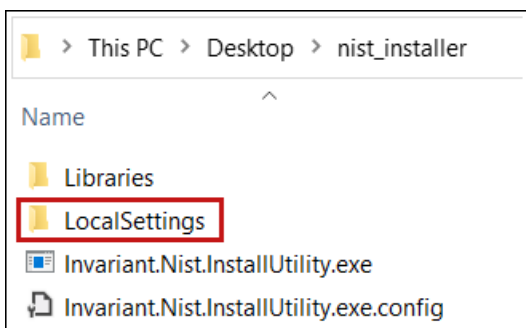 This PC > Desktop > nist_installer
Name
Libraries
LocalSettings
Invariant.Nist.InstallUtility.exe
Invariant.Nist.InstallUtility.exe.config